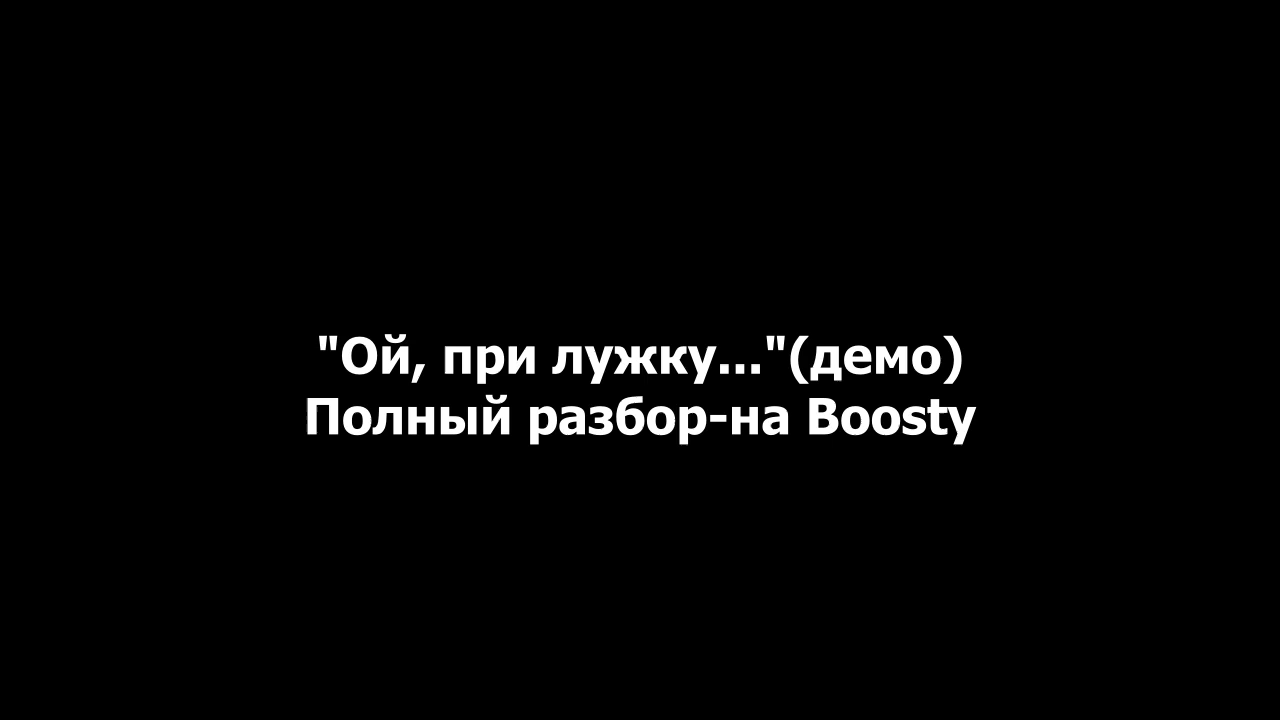 "Ой, при лужку..."(демо)
Полный разбор-на Boosty